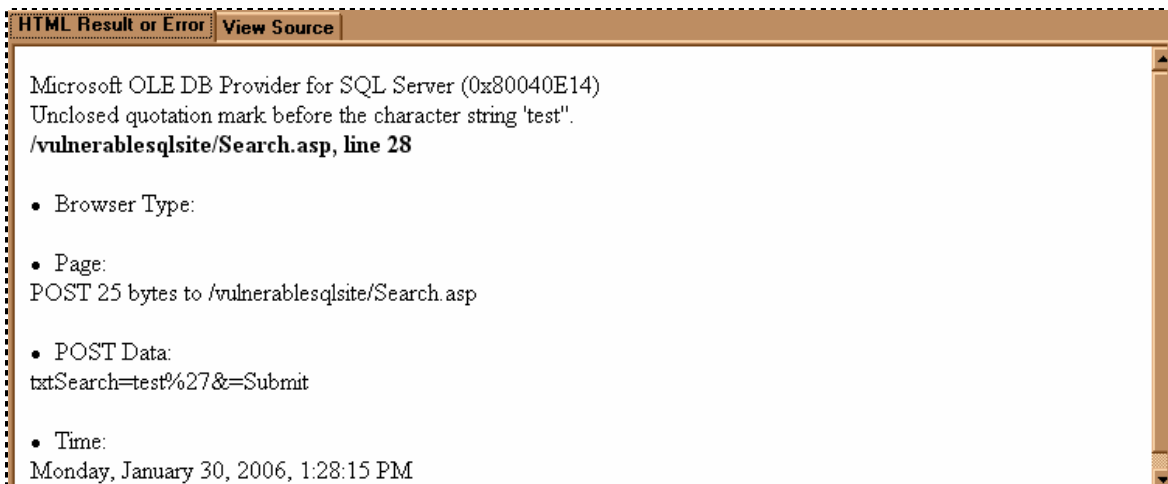 HTML Result or Error View Source
Microsoft OLE DB Provider for SQL Server (0x80040E14)
Unclosed quotation mark before the character string 'test''.
/vulnerablesqlsite/Search.asp, line 28
• Browser Type:
• Page:
POST 25 bytes to /vulnerablesqlsite/Search.asp
• POST Data:
txtSearch=test%27&=Submit
• Time:
Monday, January 30, 2006, 1:28:15 PM